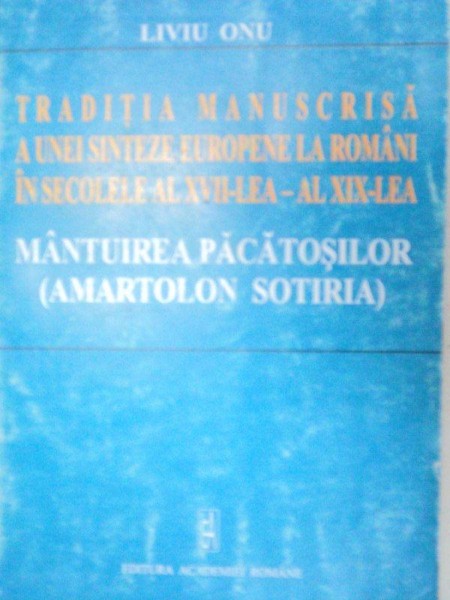 LIVIU ONU
TRADIȚIA MANUSCRISĂ
A UNEI SINTEZE EUROPENE LA ROMÂNI
ÎN SECOLELE AL XVII-LEA – AL XIX-LEA
MÂNTUIREA PĂCĂTOȘILOR
(AMARTOLON SOTIRIA)
EDITURA ACADEMIEI ROMÂNE